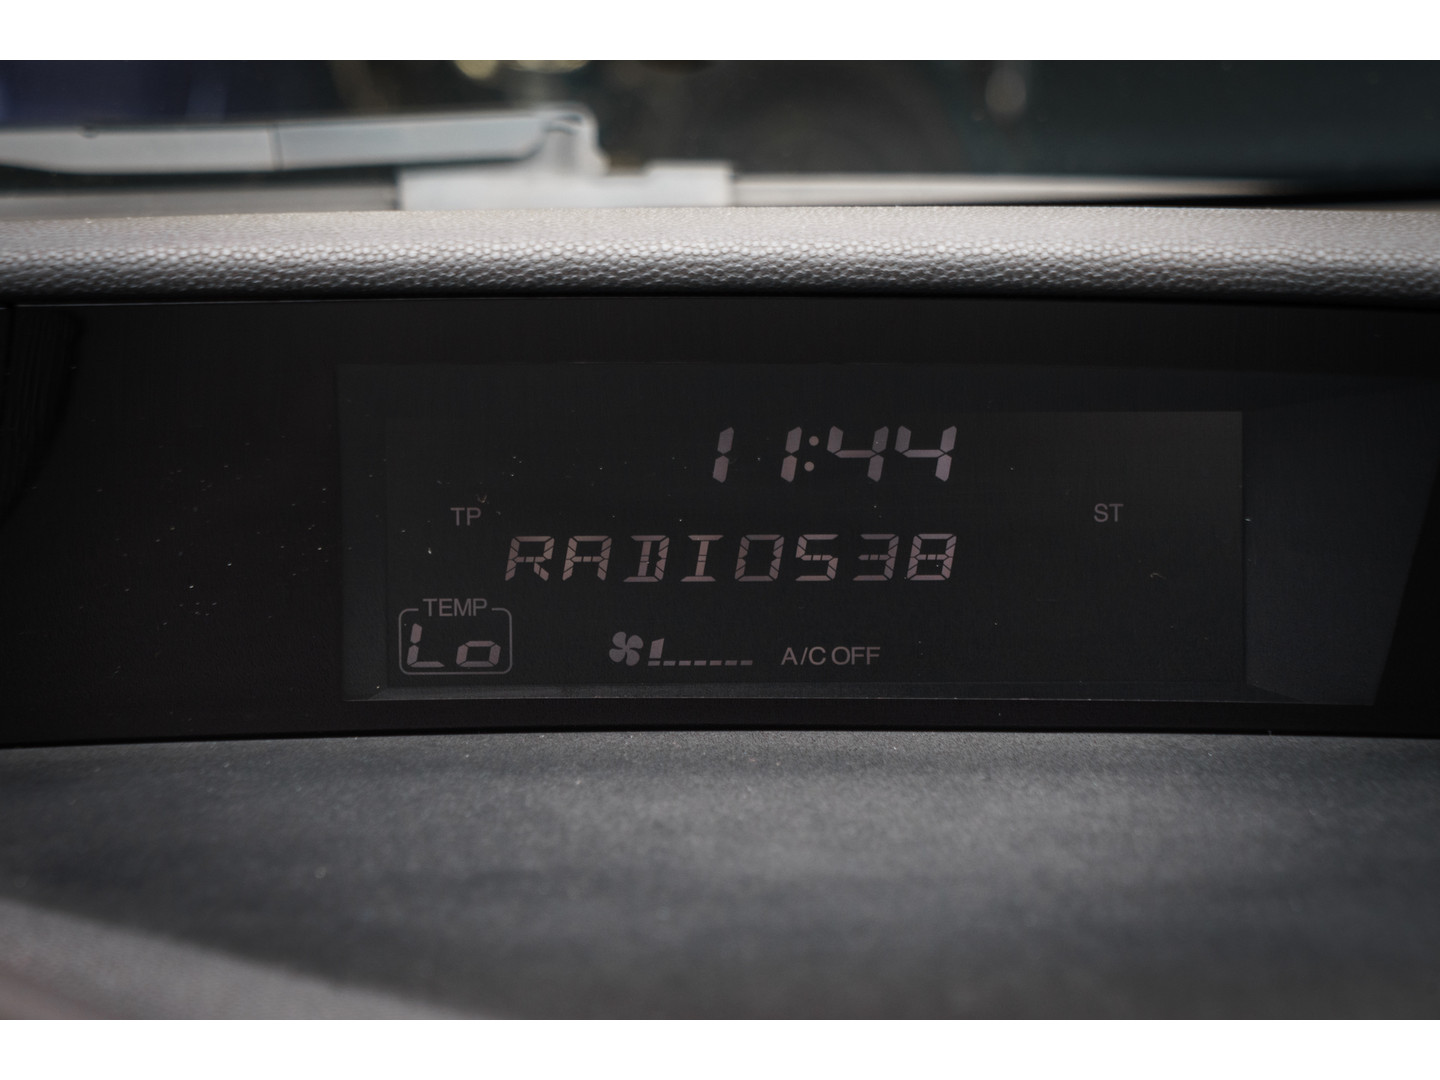 11:44
TP ST
RADIO538
TEMP
Lo A/C OFF